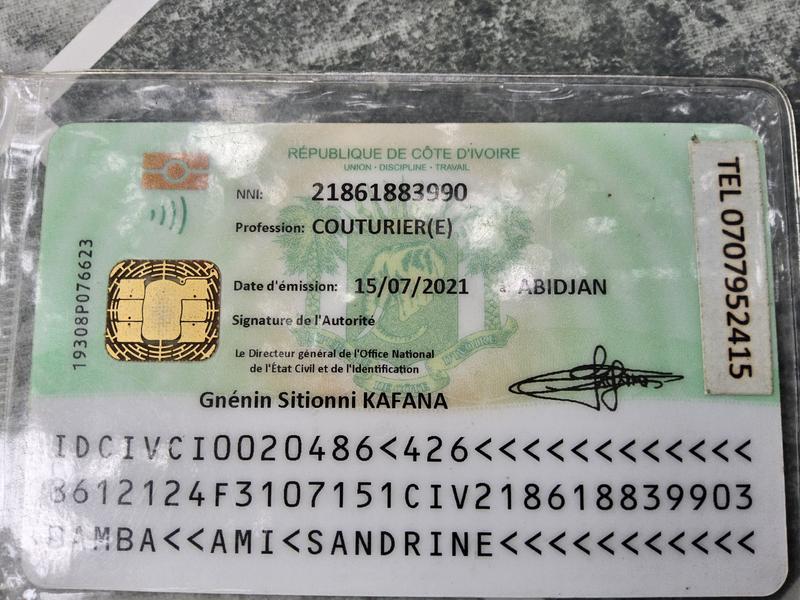 RÉPUBLIQUE DE CÔTE D'IVOIRE
UNION · DISCIPLINE · TRAVAIL
NNI: 21861883990
Profession: COUTURIER(E)
Date d'émission: 15/07/2021 à ABIDJAN
Signature de l'Autorité
Le Directeur général de l'Office National
de l'État Civil et de l'Identification
Gnénin Sitionni KAFANA
19308P076623
TEL 0707952415
IDCIVCI0020486<426<<<<<<<<<<<<
8612124F3107151CIV218618839903
BAMBA<<AMI<SANDRINE<<<<<<<<<<<